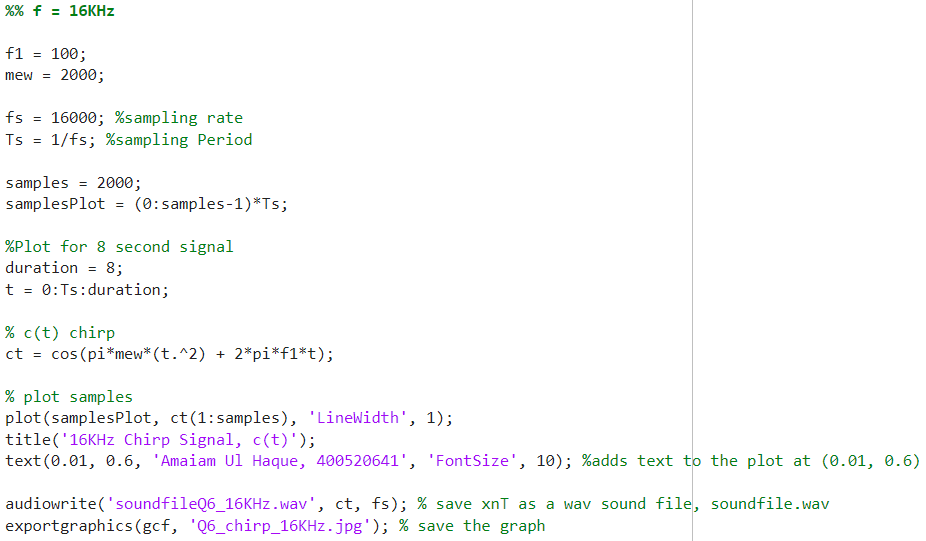 %% f = 16KHz
f1 = 100;
mew = 2000;
fs = 16000; %sampling rate
Ts = 1/fs; %sampling Period
samples = 2000;
samplesPlot = (0:samples-1)*Ts;
%Plot for 8 second signal
duration = 8;
t = 0:Ts:duration;
% c(t) chirp
ct = cos(pi*mew*(t.^2) + 2*pi*f1*t);
% plot samples
plot(samplesPlot, ct(1:samples), 'LineWidth', 1);
title('16KHz Chirp Signal, c(t)');
text(0.01, 0.6, 'Amaiam Ul Haque, 400520641', 'FontSize', 10); %adds text to the plot at (0.01, 0.6)
audiowrite('soundfileQ6_16KHz.wav', ct, fs); % save xnT as a wav sound file, soundfile.wav
exportgraphics(gcf, 'Q6_chirp_16KHz.jpg'); % save the graph